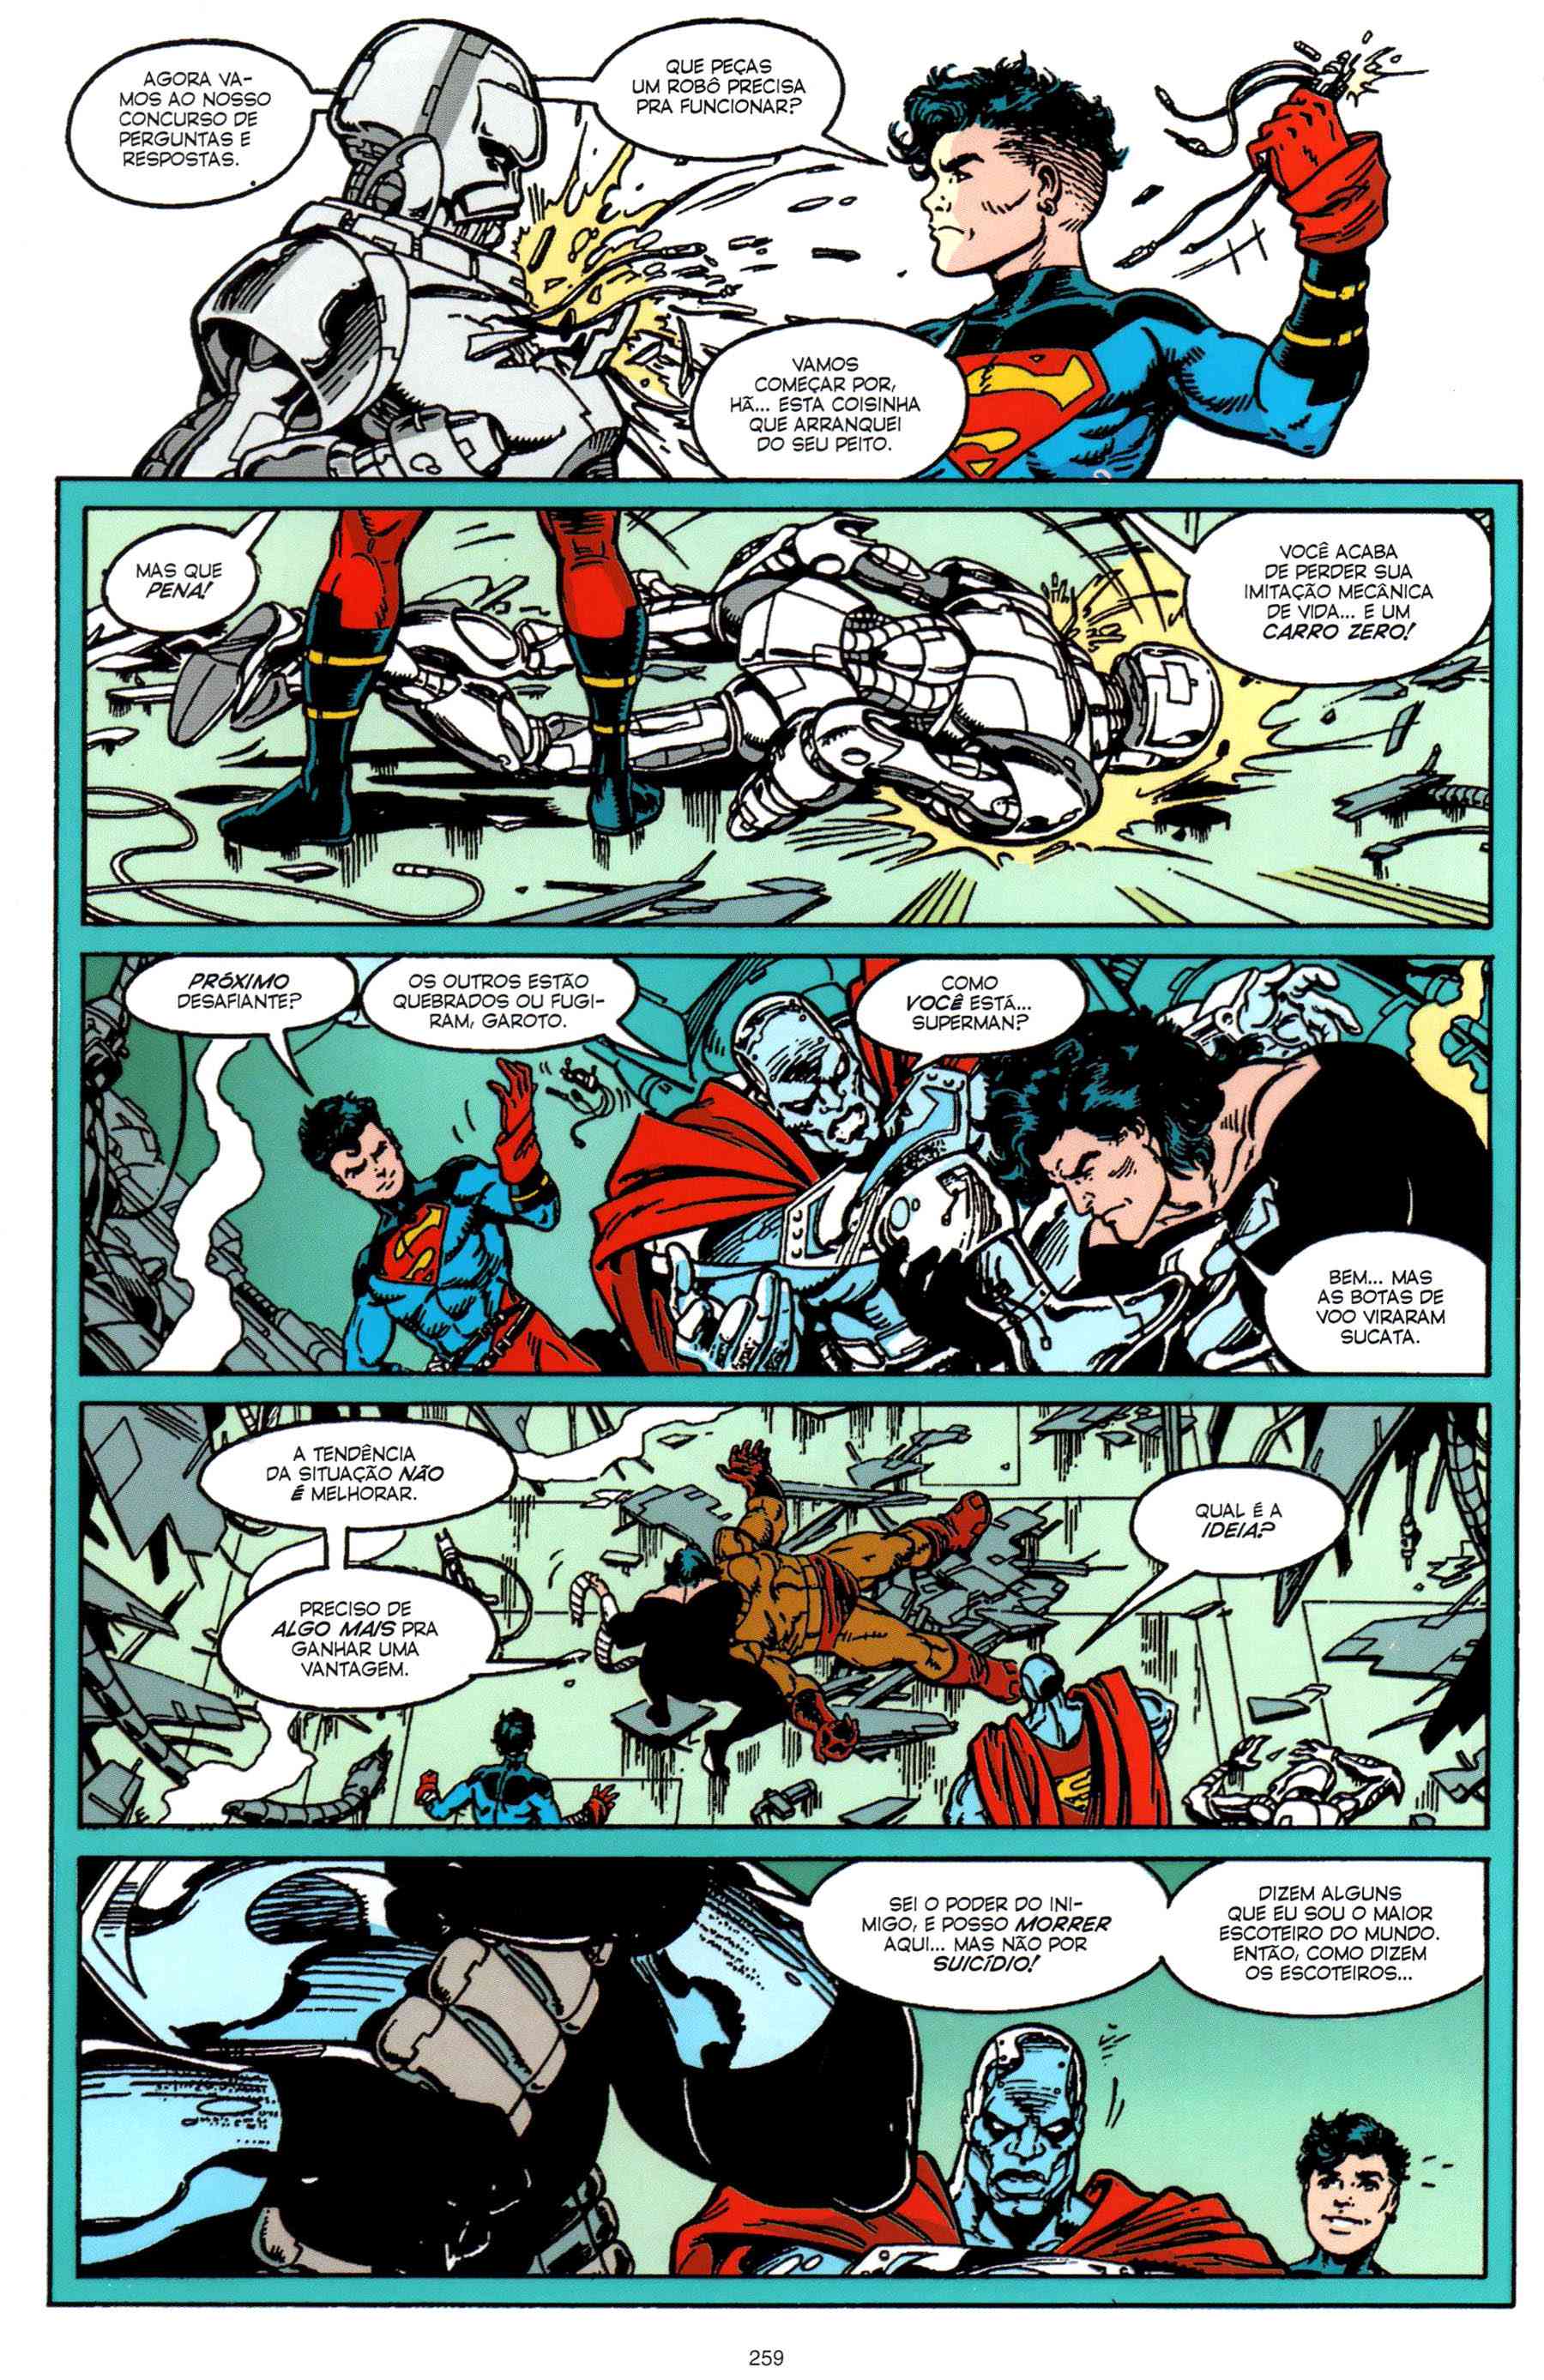 AGORA VA-
MOS AO NOSSO
CONCURSO DE
PERGUNTAS E
RESPOSTAS.
QUE PEÇAS
UM ROBÔ PRECISA
PRA FUNCIONAR?
VAMOS
COMEÇAR POR,
HÃ... ESTA COISINHA
QUE ARRANQUEI
DO SEU PEITO.
MAS QUE
PENA!
VOCÊ ACABA
DE PERDER SUA
IMITAÇÃO MECÂNICA
DE VIDA... E UM
CARRO ZERO!
PRÓXIMO
DESAFIANTE?
OS OUTROS ESTÃO
QUEBRADOS OU FUGI-
RAM, GAROTO.
COMO
VOCÊ ESTÁ...
SUPERMAN?
BEM... MAS
AS BOTAS DE
VOO VIRARAM
SUCATA.
A TENDÊNCIA
DA SITUAÇÃO NÃO
É MELHORAR.
PRECISO DE
ALGO MAIS PRA
GANHAR UMA
VANTAGEM.
QUAL É A
IDEIA?
SEI O PODER DO INI-
MIGO, E POSSO MORRER
AQUI... MAS NÃO POR
SUICÍDIO!
DIZEM ALGUNS
QUE EU SOU O MAIOR
ESCOTEIRO DO MUNDO.
ENTÃO, COMO DIZEM
OS ESCOTEIROS...
259